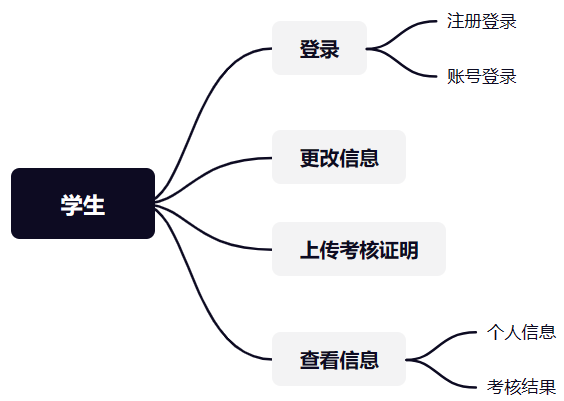 学生
登录
注册登录
账号登录
更改信息
上传考核证明
查看信息
个人信息
考核结果